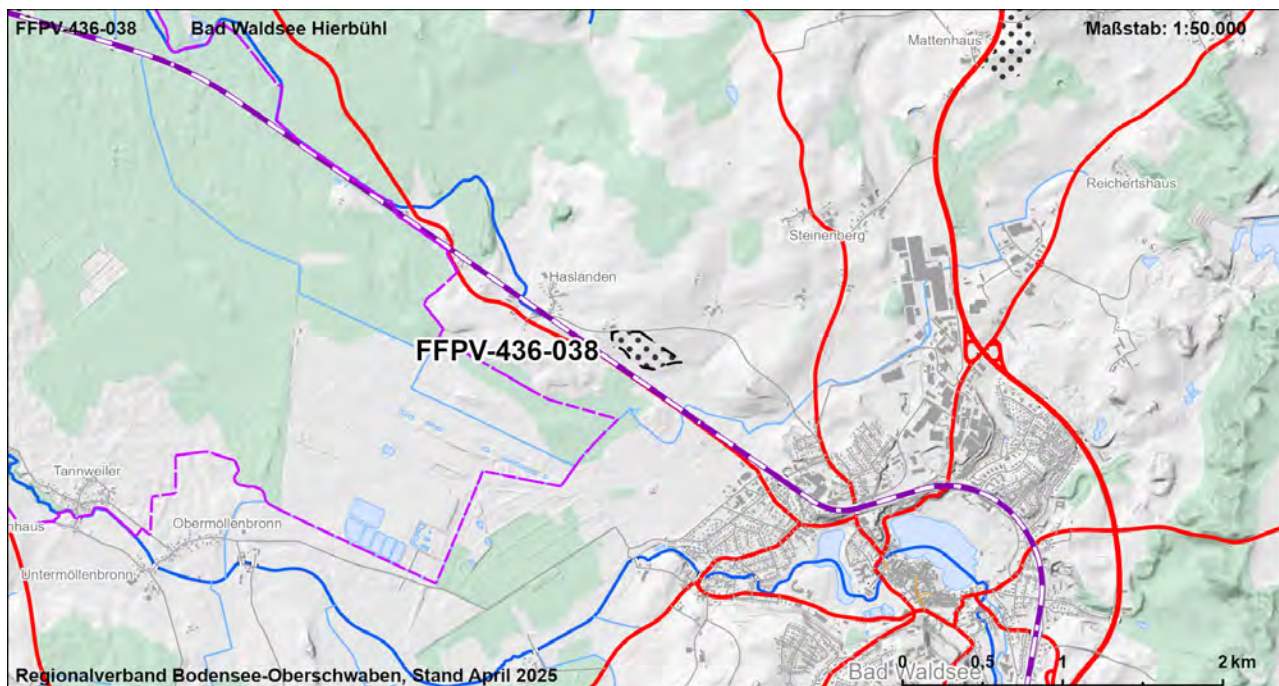 FFPV-436-038 Bad Waldsee Hierbühl Maßstab: 1:50.000
Mattenhaus
Reichertshaus
Steinenberg
Haslanden
FFPV-436-038
Tannweiler
nhaus
Obermöllenbronn
Untermöllenbronn
Bad Waldsee
0 0,5 1 2 km
Regionalverband Bodensee-Oberschwaben, Stand April 2025